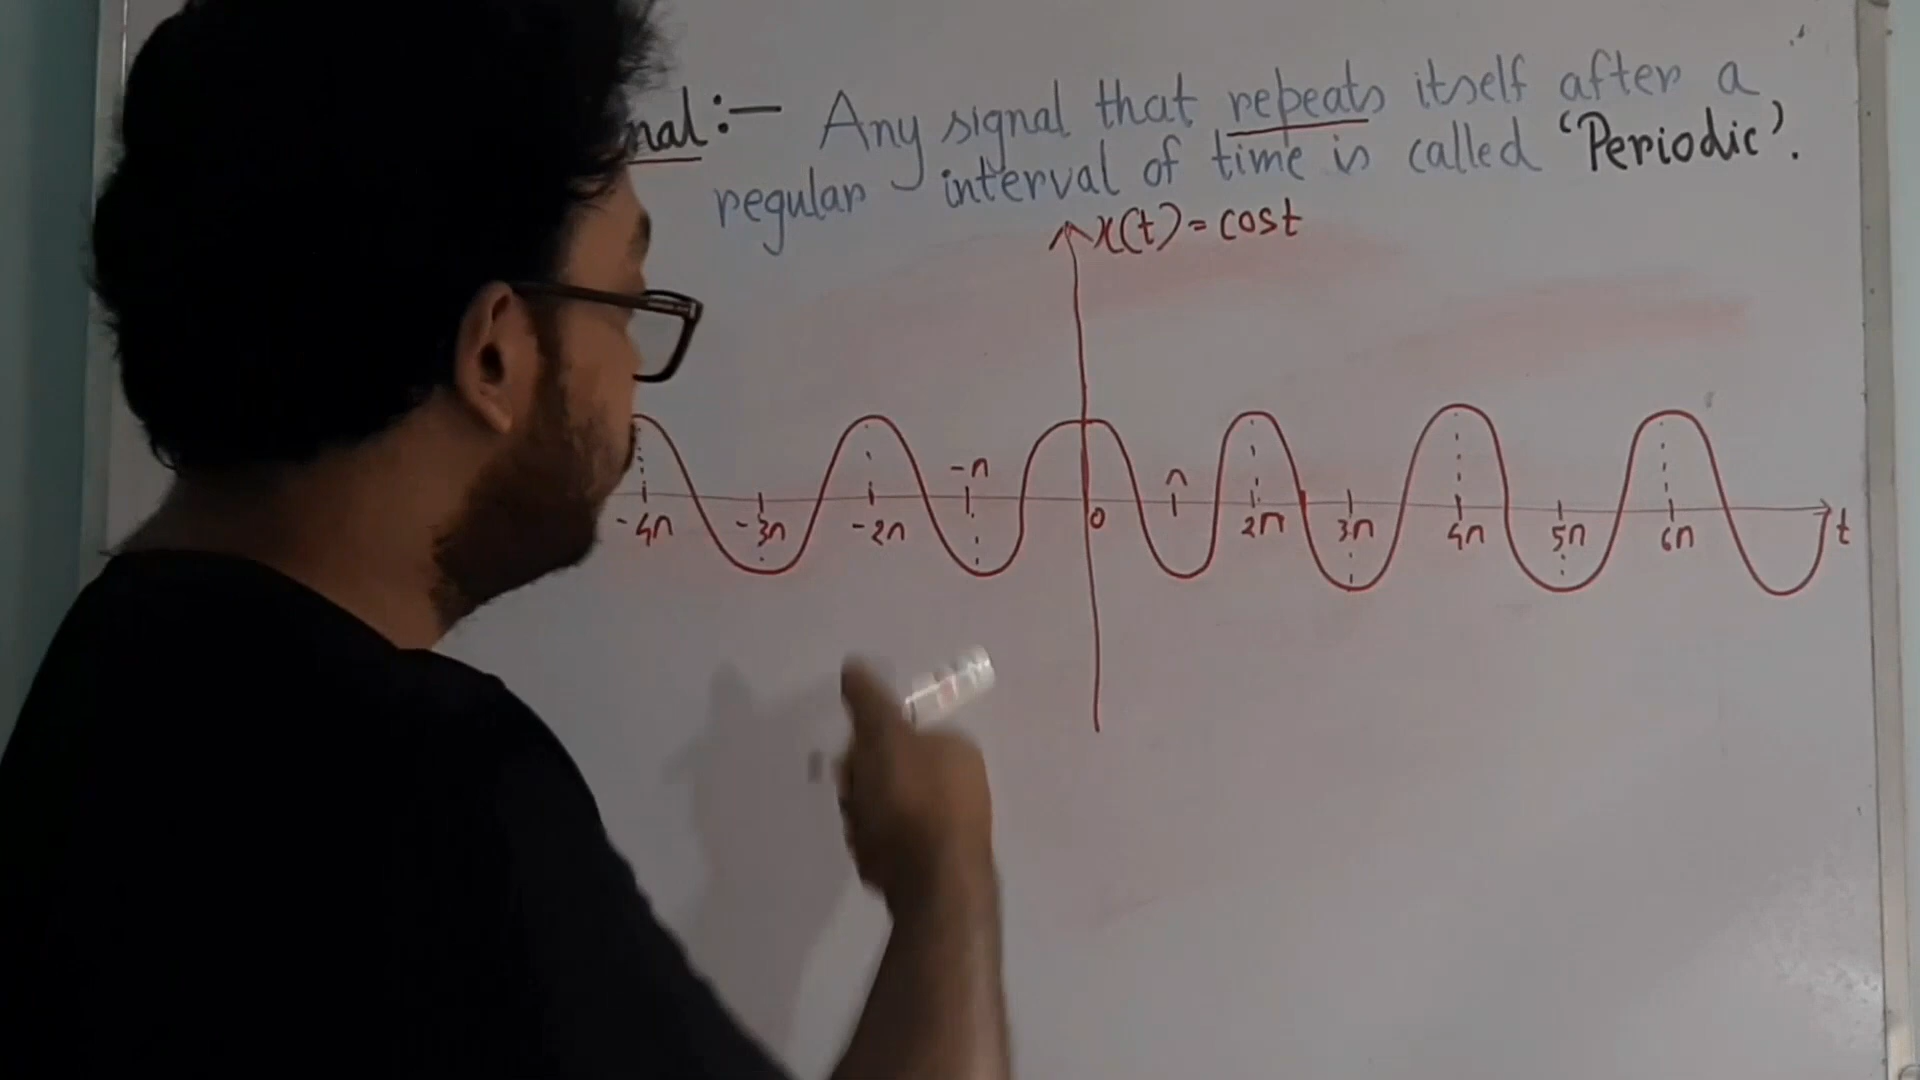 nal:— Any signal that repeats itself after a
regular interval of time is called 'Periodic'.
x(t) = cost
-π π
-4π -3π -2π 0 2π 3π 4π 5π 6π t